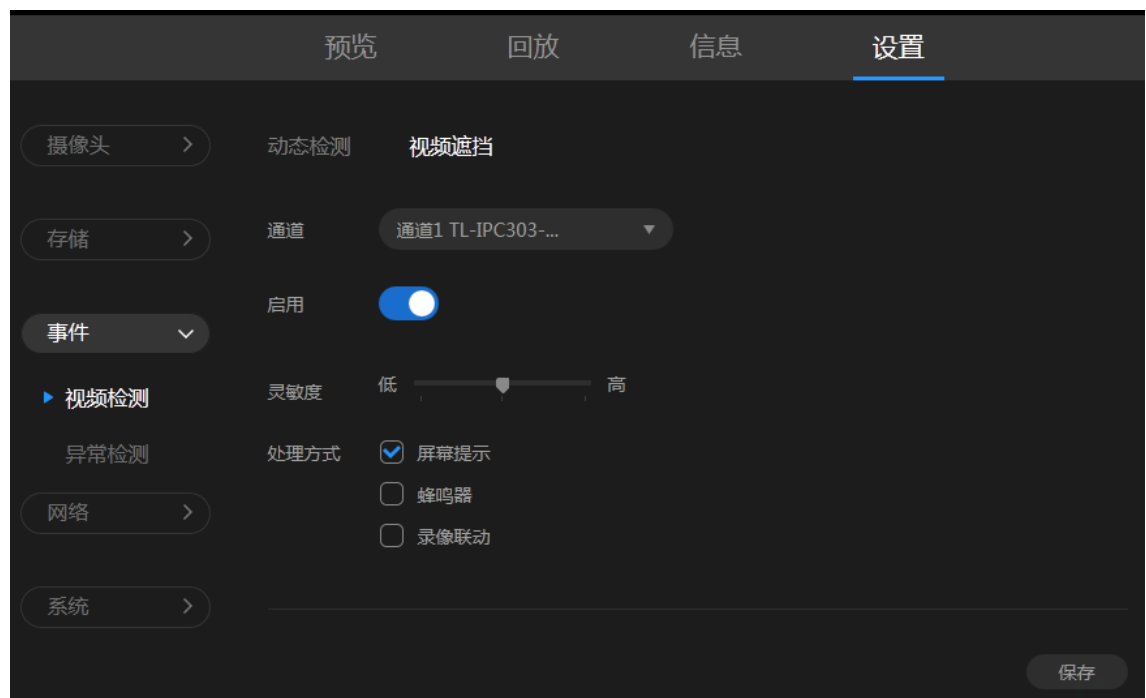 预览 回放 信息 设置
摄像头
动态检测 视频遮挡
存储
通道 通道1 TL-IPC303-...
启用
事件
灵敏度 低 高
视频检测
处理方式 屏幕提示
异常检测
蜂鸣器
网络
录像联动
系统
保存